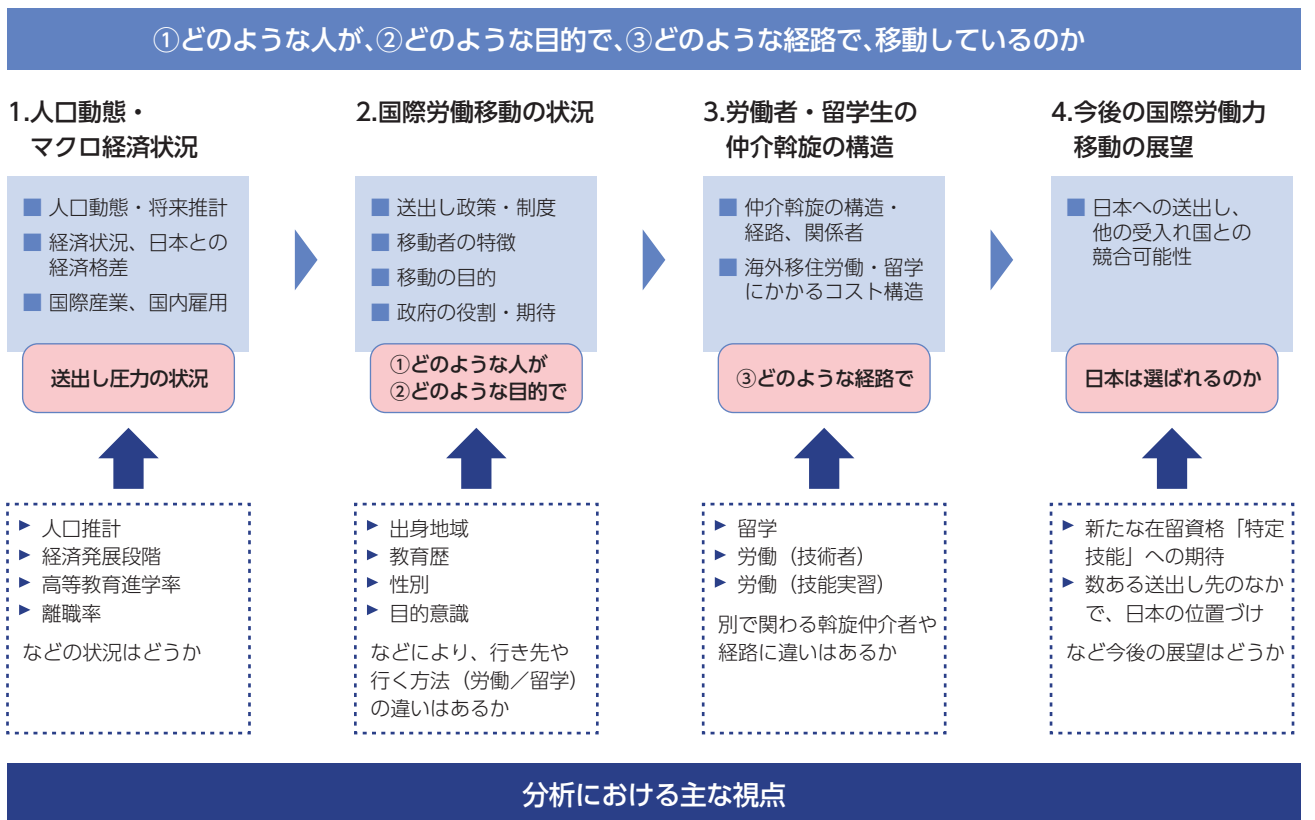 ①どのような人が、②どのような目的で、③どのような経路で、移動しているのか
1.人口動態・
マクロ経済状況
■ 人口動態・将来推計
■ 経済状況、日本との
経済格差
■ 国際産業、国内雇用
送出し圧力の状況
▶ 人口推計
▶ 経済発展段階
▶ 高等教育進学率
▶ 離職率
などの状況はどうか
2.国際労働移動の状況
■ 送出し政策・制度
■ 移動者の特徴
■ 移動の目的
■ 政府の役割・期待
①どのような人が
②どのような目的で
▶ 出身地域
▶ 教育歴
▶ 性別
▶ 目的意識
などにより、行き先や
行く方法（労働／留学）
の違いはあるか
3.労働者・留学生の
仲介斡旋の構造
■ 仲介斡旋の構造・
経路、関係者
■ 海外移住労働・留学
にかかるコスト構造
③どのような経路で
▶ 留学
▶ 労働（技術者）
▶ 労働（技能実習）
別で関わる斡旋仲介者や
経路に違いはあるか
4.今後の国際労働力
移動の展望
■ 日本への送出し、
他の受入れ国との
競合可能性
日本は選ばれるのか
▶ 新たな在留資格「特定
技能」への期待
▶ 数ある送出し先のなか
で、日本の位置づけ
など今後の展望はどうか
分析における主な視点